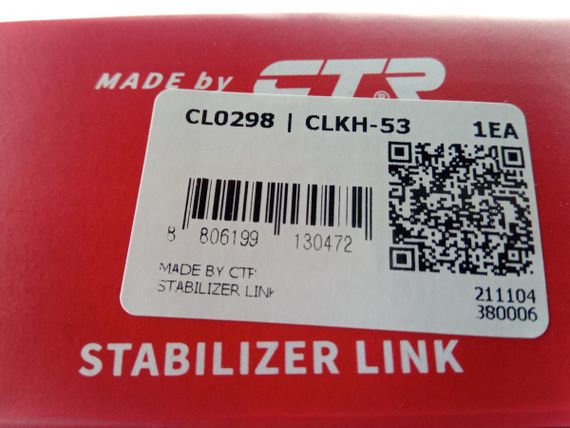 MADE by CTR®
CL0298 | CLKH-53 1EA
8 806199 130472
MADE BY CTR
STABILIZER LINK
211104
380006
STABILIZER LINK